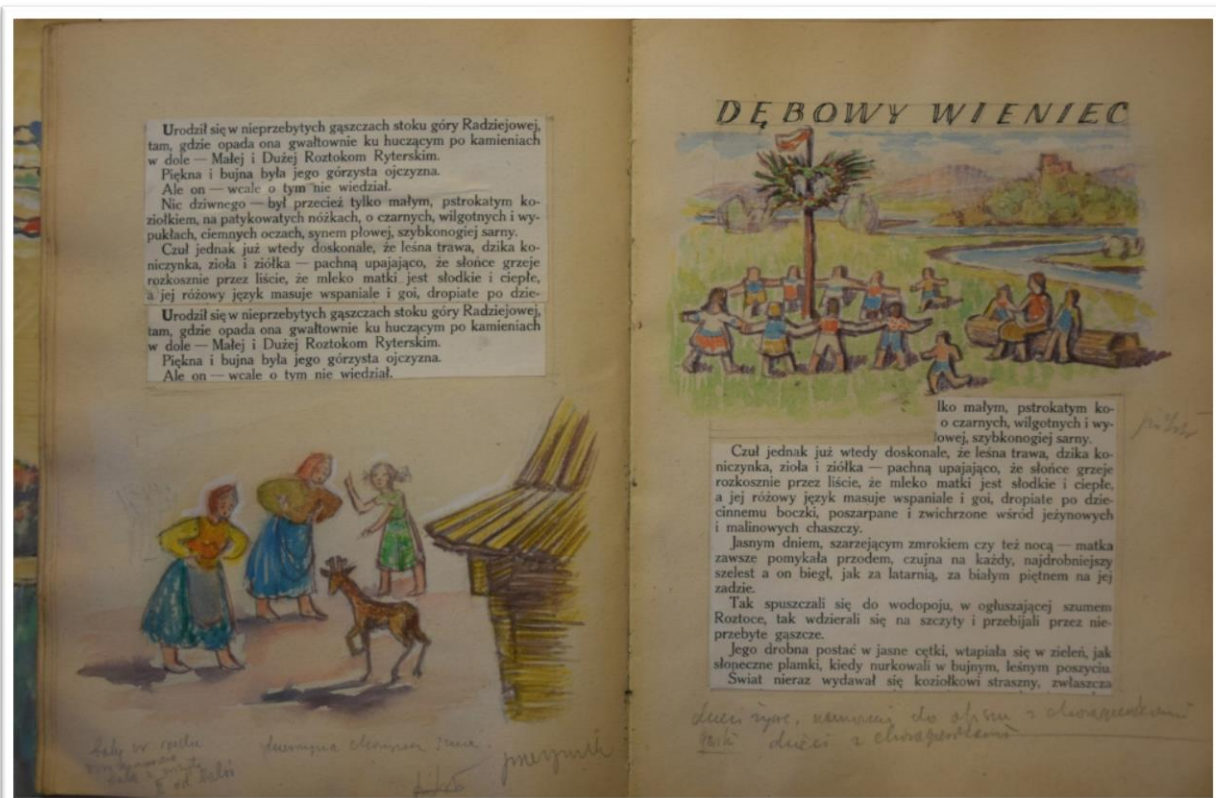 Urodził się w nieprzebytych gąszczach stoku góry Radziejowej,
tam, gdzie opada ona gwałtownie ku huczącym po kamieniach
w dole — Małej i Dużej Roztokom Ryterskim.
Piękna i bujna była jego górzysta ojczyzna.
Ale on — wcale o tym nie wiedział.
Nic dziwnego — był przecież tylko małym, pstrokatym ko-
ziołkiem, na patykowatych nóżkach, o czarnych, wilgotnych i wy-
pukłach, ciemnych oczach, synem płowej, szybkonogiej sarny.
Czuł jednak już wtedy doskonale, że leśna trawa, dzika ko-
niczynka, zioła i ziółka — pachną upajająco, że słońce grzeje
rozkosznie przez liście, że mleko matki jest słodkie i ciepłe,
a jej różowy język masuje wspaniale i goi, dropiate po dzie-
Urodził się w nieprzebytych gąszczach stoku góry Radziejowej,
tam, gdzie opada ona gwałtownie ku huczącym po kamieniach
w dole — Małej i Dużej Roztokom Ryterskim.
Piękna i bujna była jego górzysta ojczyzna.
Ale on — wcale o tym nie wiedział.
DĘBOWY WIENIEC
lko małym, pstrokatym ko-
o czarnych, wilgotnych i wy-
łowej, szybkonogiej sarny.
Czuł jednak już wtedy doskonale, że leśna trawa, dzika ko-
niczynka, zioła i ziółka — pachną upajająco, że słońce grzeje
rozkosznie przez liście, że mleko matki jest słodkie i ciepłe,
a jej różowy język masuje wspaniale i goi, dropiate po dzie-
cinnemu boczki, poszarpane i zwichrzone wśród jeżynowych
i malinowych chaszczy.
Jasnym dniem, szarzejącym zmrokiem czy też nocą — matka
zawsze pomykała przodem, czujna na każdy, najdrobniejszy
szelest a on biegł, jak za latarnią, za białym piętnem na jej
zadzie.
Tak spuszczali się do wodopoju, w ogłuszającej szumem
Roztoce, tak wdzierali się na szczyty i przebijali przez nie-
przebyte gąszcze.
Jego drobna postać w jasne cętki, wtapiała się w zieleń, jak
słoneczne plamki, kiedy nurkowali w bujnym, leśnym poszyciu.
Świat nieraz wydawał się koziołkowi straszny, zwłaszcza
do z
dzieci z